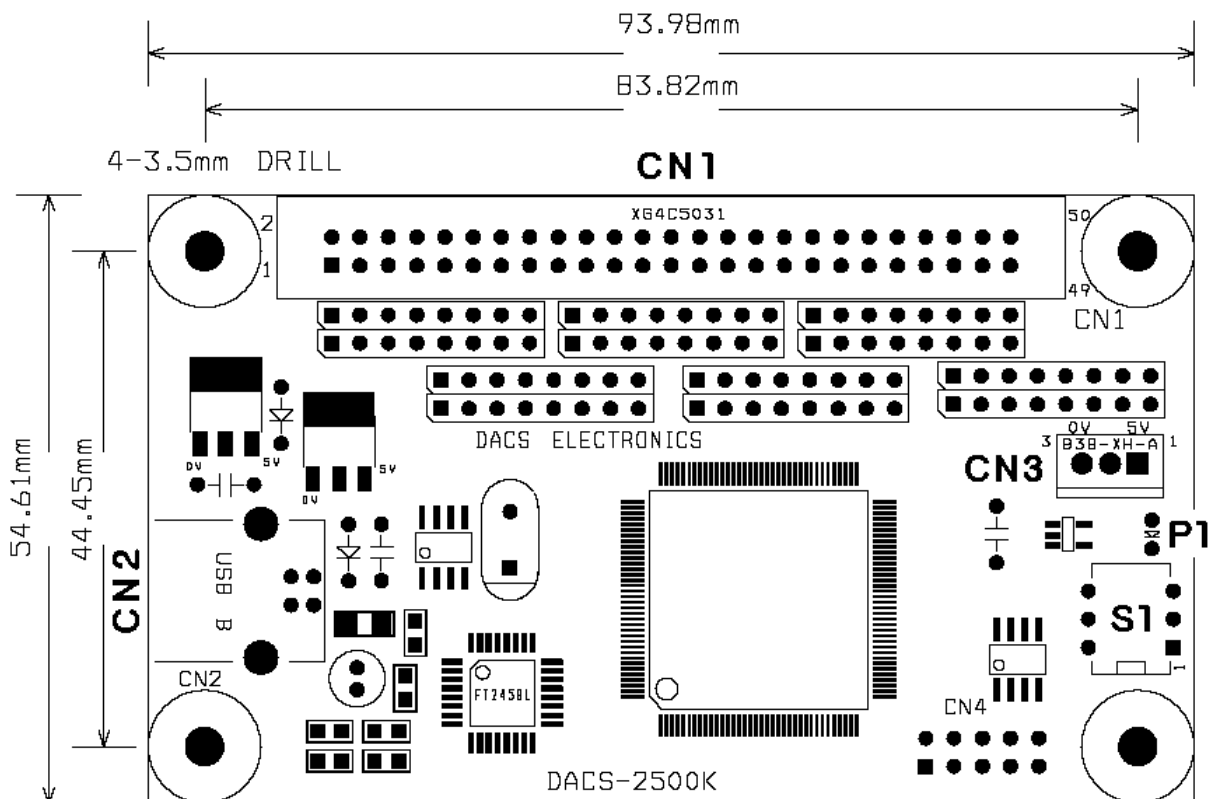 93.98mm
83.82mm
4-3.5mm DRILL
CN1
XG4C5031
2
50
1
49
CN1
54.61mm
44.45mm
DACS ELECTRONICS
0V 5V
3 B3B-XH-A 1
CN3
0V 5V
0V 5V
P1
CN2
USB B
S1
1
CN2
FT245BL
CN4
DACS-2500K